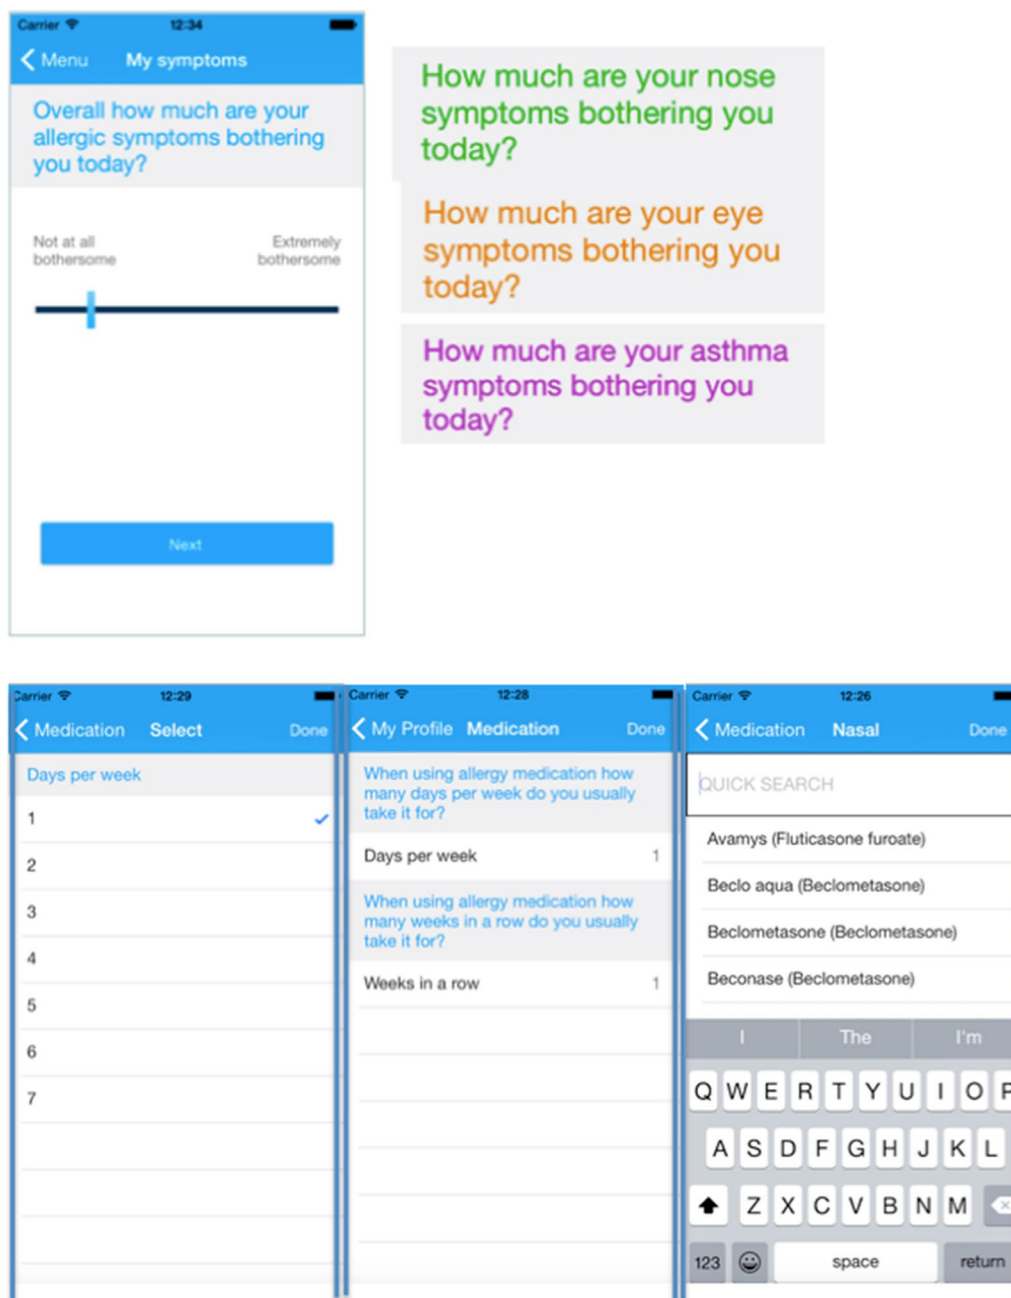 Carrier 12:34
Menu My symptoms
Overall how much are your
allergic symptoms bothering
you today?
Not at all Extremely
bothersome bothersome
Next
How much are your nose
symptoms bothering you
today?
How much are your eye
symptoms bothering you
today?
How much are your asthma
symptoms bothering you
today?
Carrier 12:29
Medication Select Done
Days per week
1
2
3
4
5
6
7
Carrier 12:28
My Profile Medication Done
When using allergy medication how
many days per week do you usually
take it for?
Days per week 1
When using allergy medication how
many weeks in a row do you usually
take it for?
Weeks in a row 1
Carrier 12:26
Medication Nasal Done
QUICK SEARCH
Avamys (Fluticasone furoate)
Beclo aqua (Beclometasone)
Beclometasone (Beclometasone)
Beconase (Beclometasone)
I The I'm
Q W E R T Y U I O P
A S D F G H J K L
Z X C V B N M
123 space return